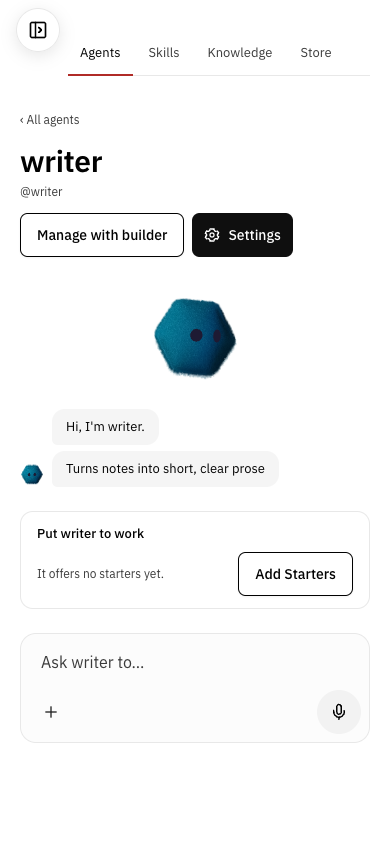 Agents Skills Knowledge Store
‹ All agents
writer
@writer
Manage with builder Settings
Hi, I'm writer.
Turns notes into short, clear prose
Put writer to work
It offers no starters yet. Add Starters
Ask writer to...